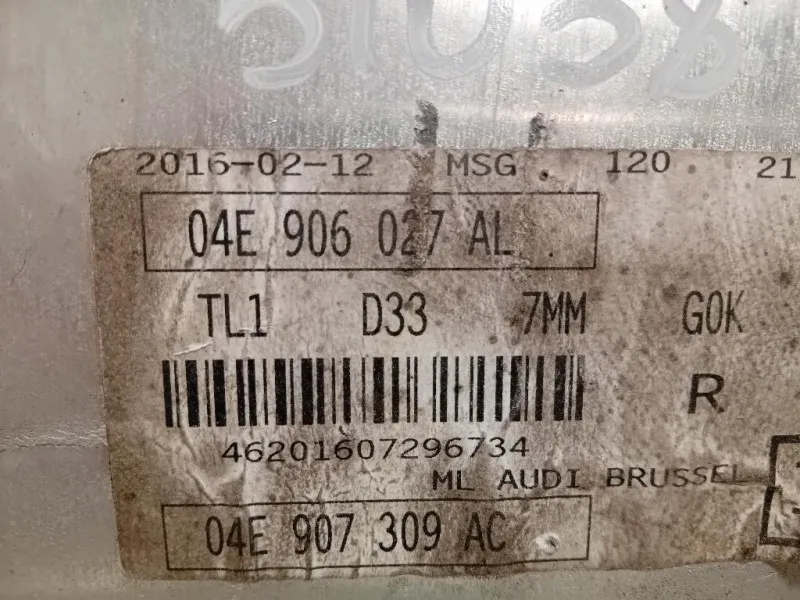 2016-02-12 MSG. 120. 21
04E 906 027 AL
TL1 D33 7MM G0K
R
46201607296734
ML AUDI BRUSSEL
04E 907 309 AC